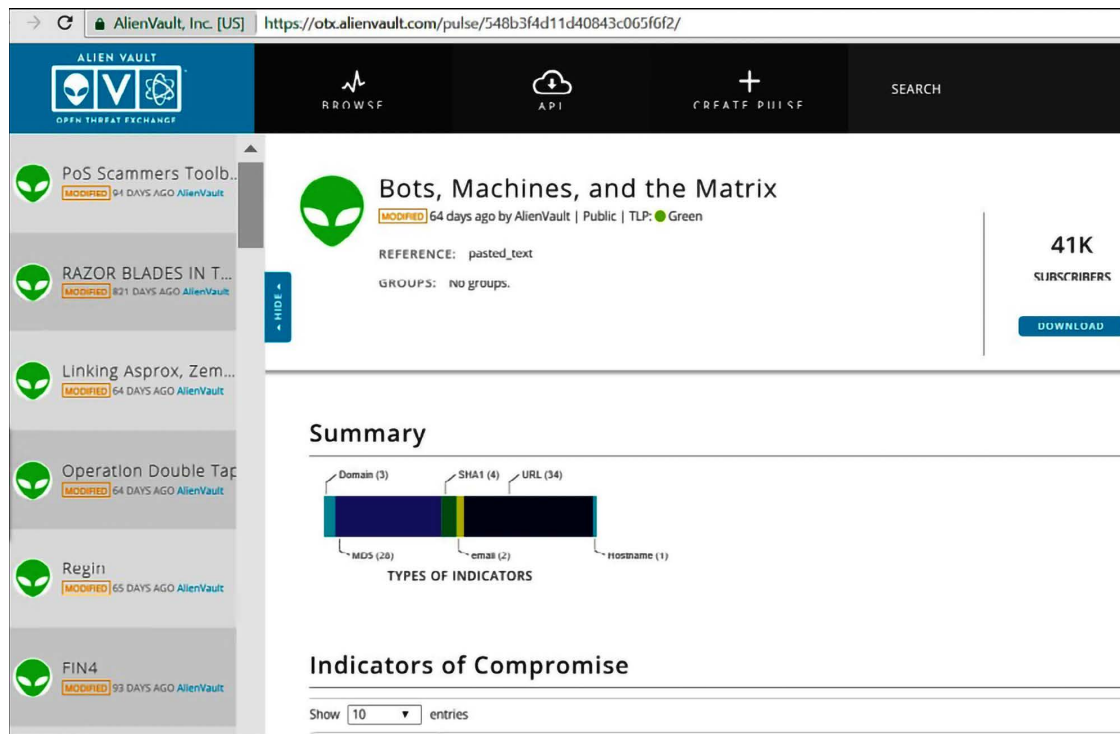 AlienVault, Inc. [US] https://otx.alienvault.com/pulse/548b3f4d11d40843c065f6f2/
ALIEN VAULT
OPEN THREAT EXCHANGE
BROWSE
API
CREATE PULSE
SEARCH
PoS Scammers Toolb...
MODIFIED 94 DAYS AGO AlienVault
RAZOR BLADES IN T...
MODIFIED 821 DAYS AGO AlienVault
Linking Asprox, Zem...
MODIFIED 64 DAYS AGO AlienVault
Operation Double Tap
MODIFIED 64 DAYS AGO AlienVault
Regin
MODIFIED 65 DAYS AGO AlienVault
FIN4
MODIFIED 93 DAYS AGO AlienVault
HIDE
Bots, Machines, and the Matrix
MODIFIED 64 days ago by AlienVault | Public | TLP: Green
REFERENCE: pasted_text
GROUPS: No groups.
41K
SUBSCRIBERS
DOWNLOAD
Summary
Domain (3) SHA1 (4) URL (34)
MD5 (28) email (2) Hostname (1)
TYPES OF INDICATORS
Indicators of Compromise
Show 10 entries